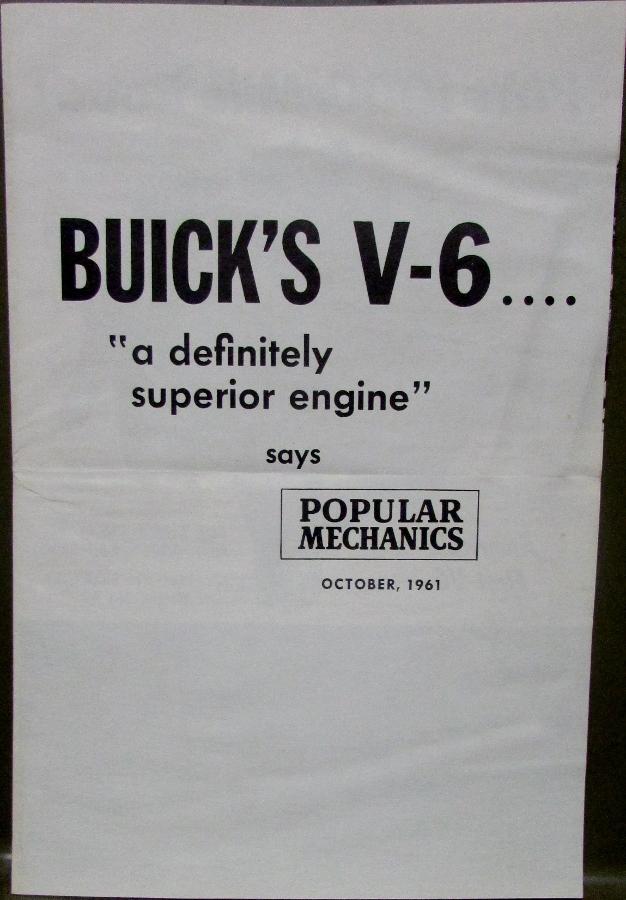 BUICK'S V-6....
"a definitely
superior engine"
says
POPULAR
MECHANICS
OCTOBER, 1961